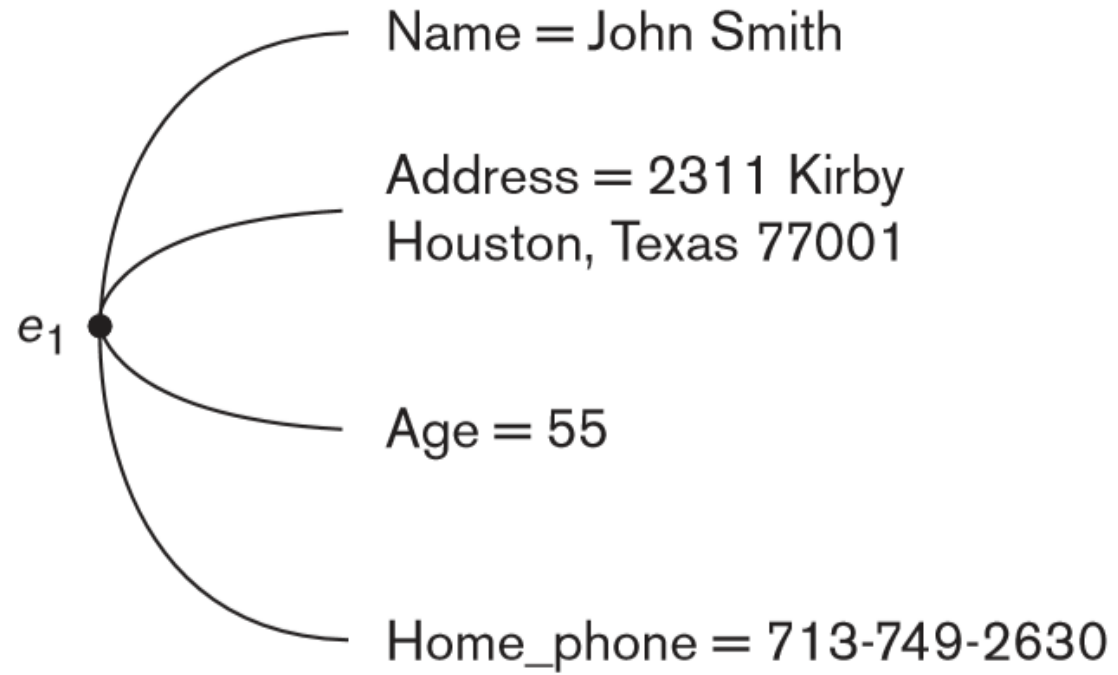 Name = John Smith
Address = 2311 Kirby
Houston, Texas 77001
e₁
Age = 55
Home_phone = 713-749-2630